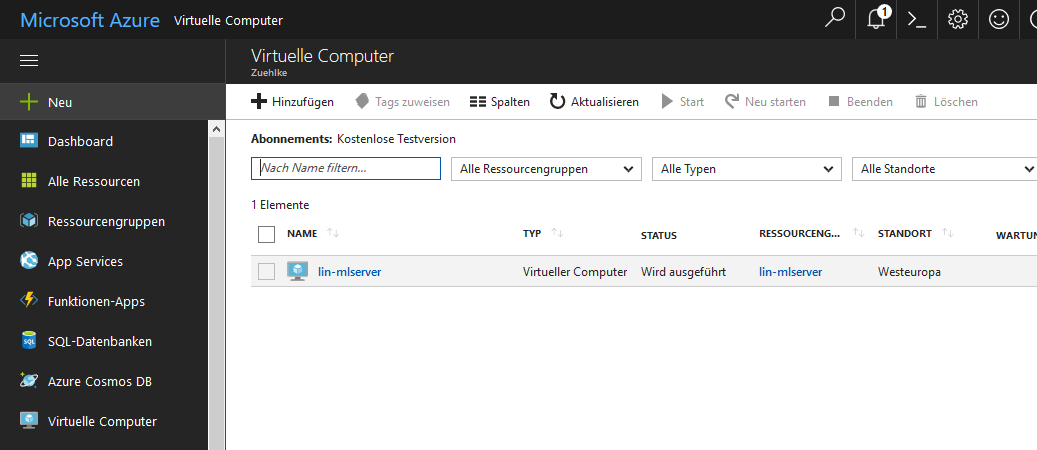 Microsoft Azure Virtuelle Computer
1
Virtuelle Computer
Zuehlke
Neu
Hinzufügen Tags zuweisen Spalten Aktualisieren Start Neu starten Beenden Löschen
Dashboard
Abonnements: Kostenlose Testversion
Nach Name filtern... Alle Ressourcengruppen Alle Typen Alle Standorte
Alle Ressourcen
1 Elemente
Ressourcengruppen
NAME TYP STATUS RESSOURCENG... STANDORT WARTUN
App Services
lin-mlserver Virtueller Computer Wird ausgeführt lin-mlserver Westeuropa
Funktionen-Apps
SQL-Datenbanken
Azure Cosmos DB
Virtuelle Computer